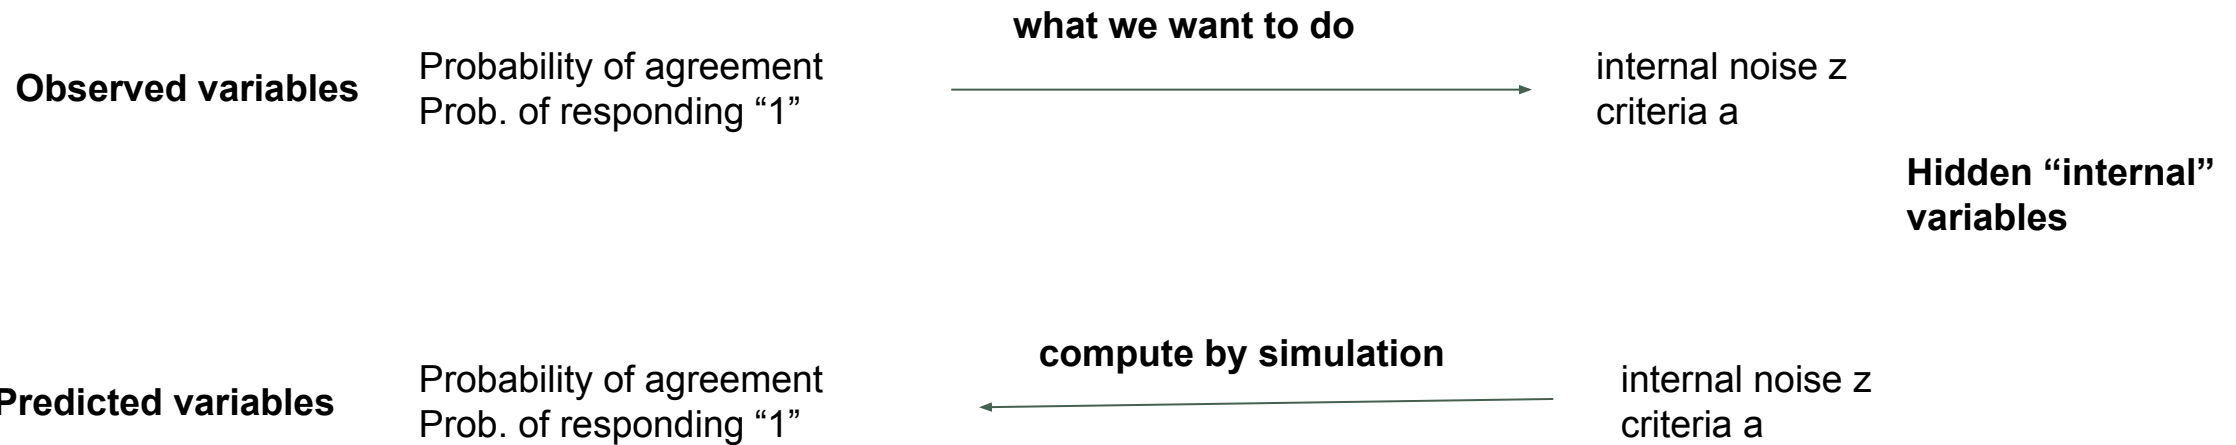 what we want to do
Observed variables
Probability of agreement
Prob. of responding “1”
internal noise z
criteria a
Hidden “internal”
variables
compute by simulation
Predicted variables
Probability of agreement
Prob. of responding “1”
internal noise z
criteria a